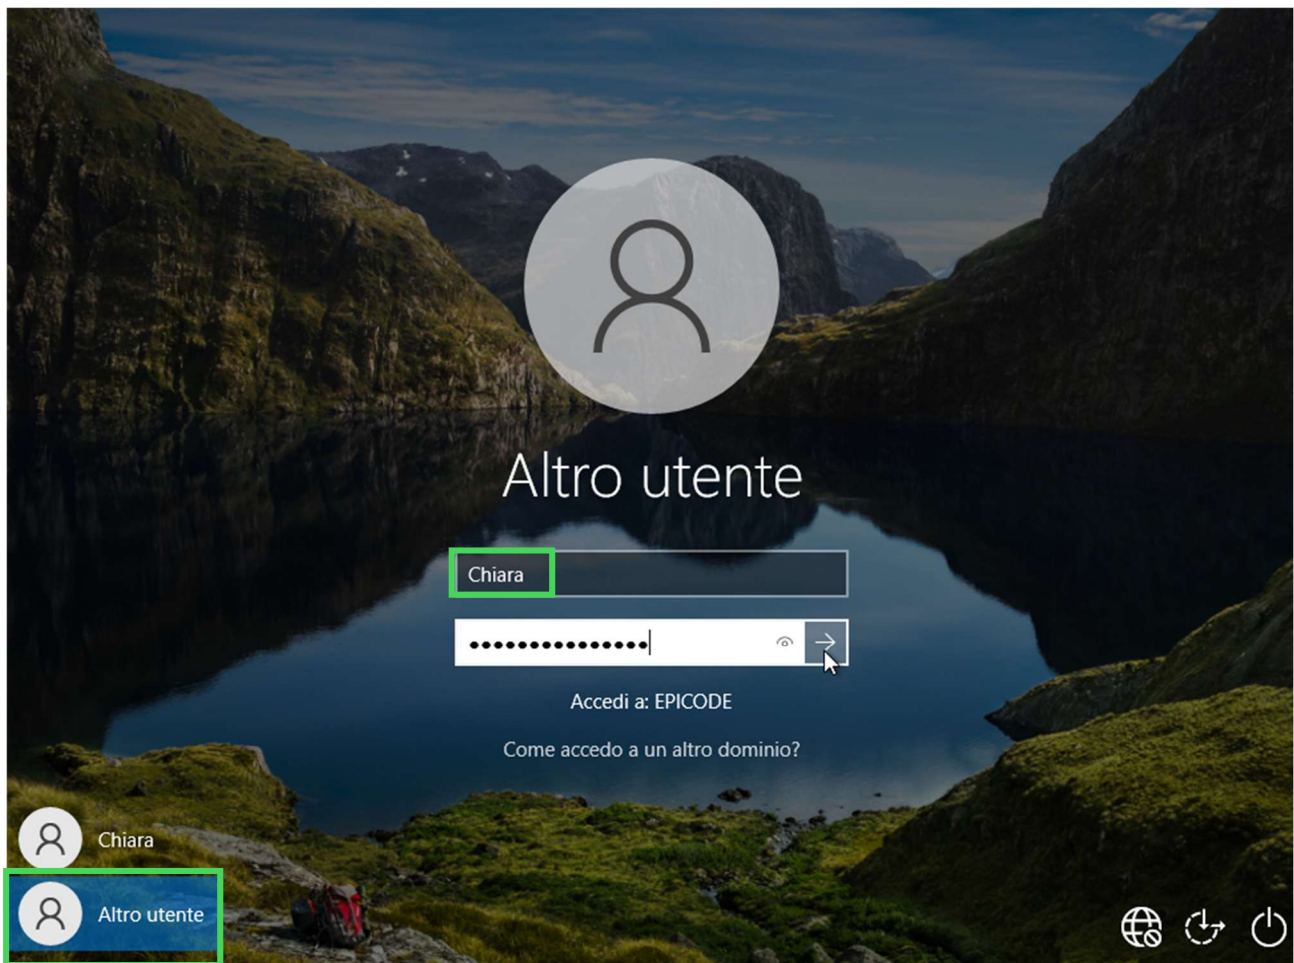 Altro utente
Chiara
Accedi a: EPICODE
Come accedo a un altro dominio?
Chiara
Altro utente